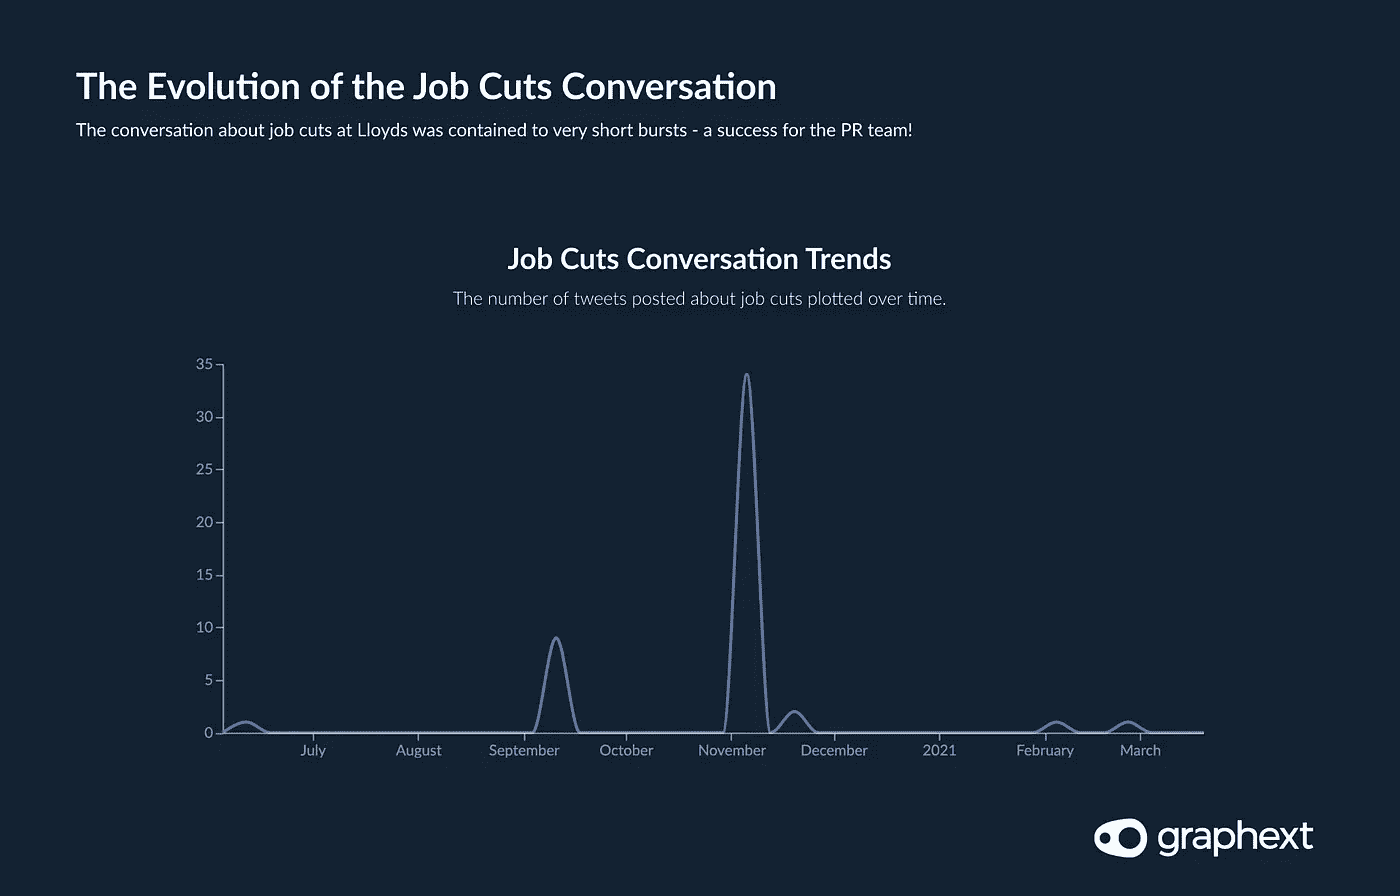 The Evolution of the Job Cuts Conversation
The conversation about job cuts at Lloyds was contained to very short bursts - a success for the PR team!
Job Cuts Conversation Trends
The number of tweets posted about job cuts plotted over time.
35
30
25
20
15
10
5
0
July August September October November December 2021 February March
graphext